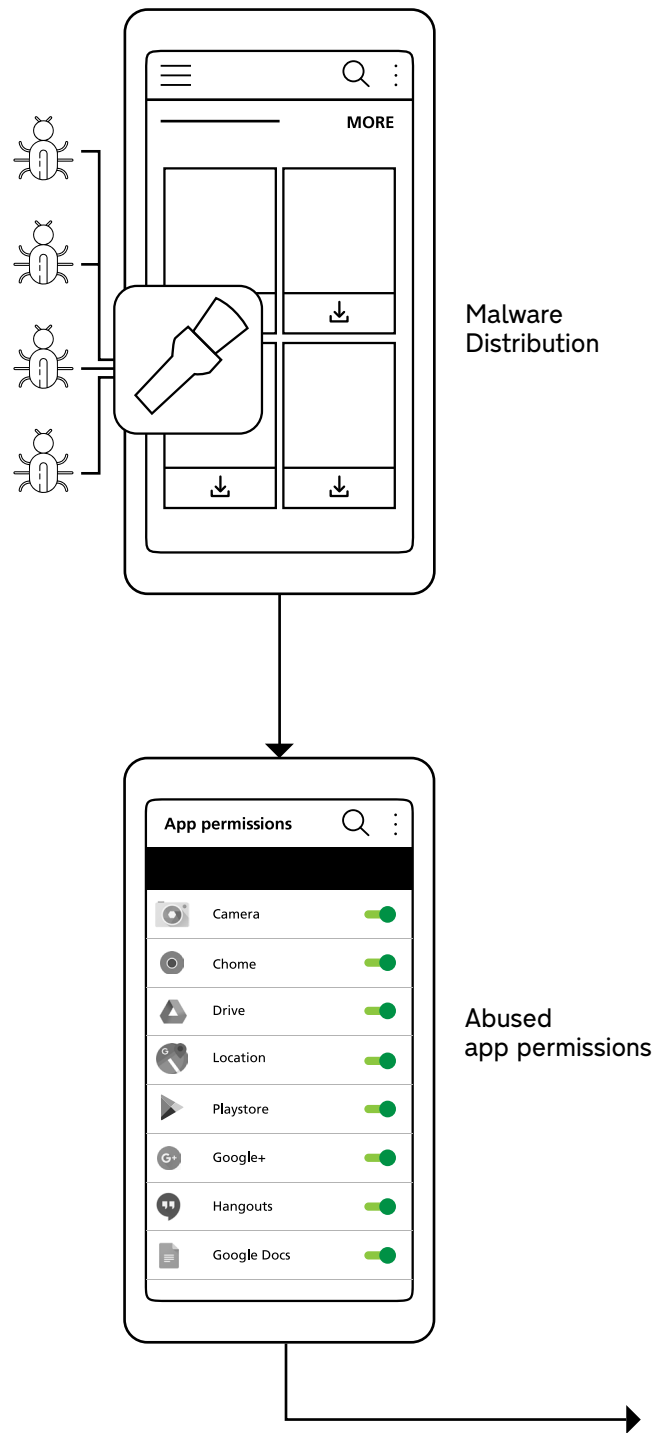 MORE
Malware
Distribution
App permissions
Camera
Chome
Drive
G
Location
Playstore
G+
Google+
Hangouts
Google Docs
Abused
app permissions